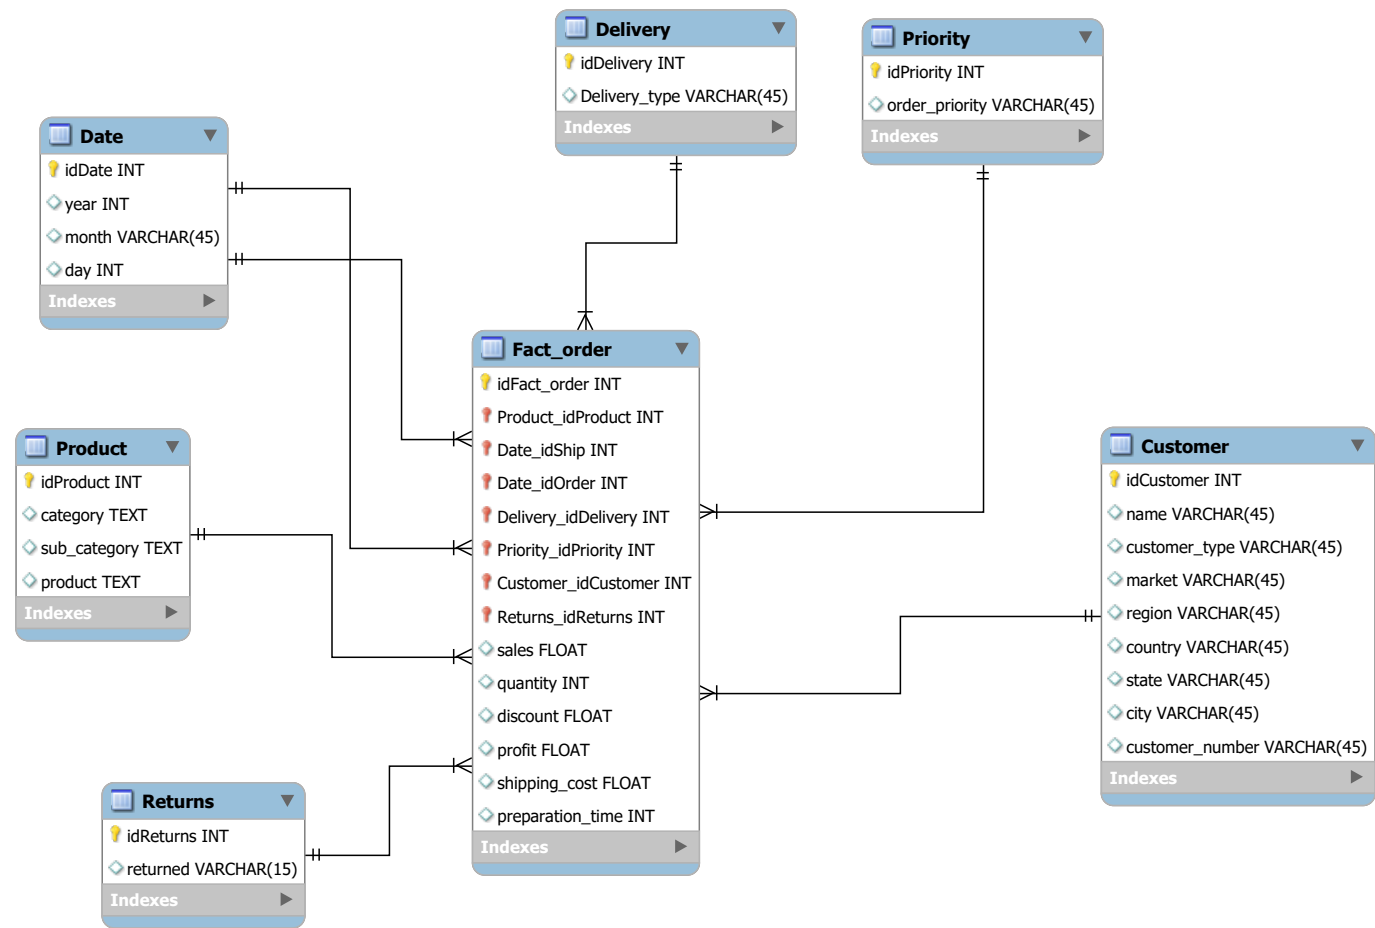 Delivery
idDelivery INT
Delivery_type VARCHAR(45)
Indexes
Priority
idPriority INT
order_priority VARCHAR(45)
Indexes
Date
idDate INT
year INT
month VARCHAR(45)
day INT
Indexes
Fact_order
idFact_order INT
Product_idProduct INT
Date_idShip INT
Date_idOrder INT
Delivery_idDelivery INT
Priority_idPriority INT
Customer_idCustomer INT
Returns_idReturns INT
sales FLOAT
quantity INT
discount FLOAT
profit FLOAT
shipping_cost FLOAT
preparation_time INT
Indexes
Product
idProduct INT
category TEXT
sub_category TEXT
product TEXT
Indexes
Customer
idCustomer INT
name VARCHAR(45)
customer_type VARCHAR(45)
market VARCHAR(45)
region VARCHAR(45)
country VARCHAR(45)
state VARCHAR(45)
city VARCHAR(45)
customer_number VARCHAR(45)
Indexes
Returns
idReturns INT
returned VARCHAR(15)
Indexes